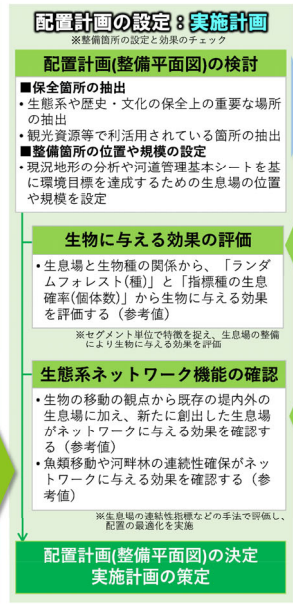 配置計画の設定：実施計画
※整備箇所の設定と効果のチェック
配置計画(整備平面図)の検討
■保全箇所の抽出
・生態系や歴史・文化の保全上の重要な場所
の抽出
・観光資源等で利活用されている箇所の抽出
■整備箇所の位置や規模の設定
・現況地形の分析や河道管理基本シートを基
に環境目標を達成するための生息場の位置
や規模を設定
生物に与える効果の評価
・生息場と生物種の関係から、「ランダ
ムフォレスト(種)」と「指標種の生息
確率(個体数)」から生物に与える効果
を評価する（参考値）
※セグメント単位で特徴を捉え、生息場の整備
により生物に与える効果を評価
生態系ネットワーク機能の確認
・生物の移動の観点から既存の堤内外の
生息場に加え、新たに創出した生息場
がネットワークに与える効果を確認す
る（参考値）
・魚類移動や河畔林の連続性確保がネッ
トワークに与える効果を確認する（参
考値）
※生息場の連結性指標などの手法で評価し、
配置の最適化を実施
配置計画(整備平面図)の決定
実施計画の策定